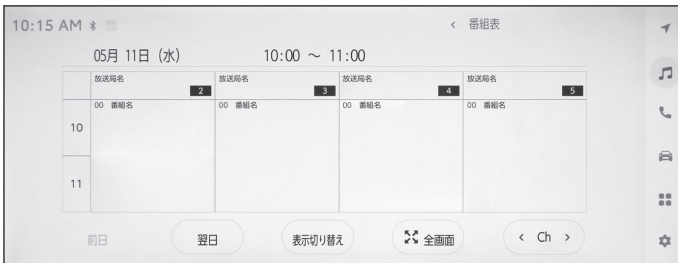 10:15 AM
< 番組表
05月 11日 (水) 10:00 ～ 11:00
放送局名 2 放送局名 3 放送局名 4 放送局名 5
00 番組名 00 番組名 00 番組名 00 番組名
10
11
前日 翌日 表示切り替え 全画面 < Ch >